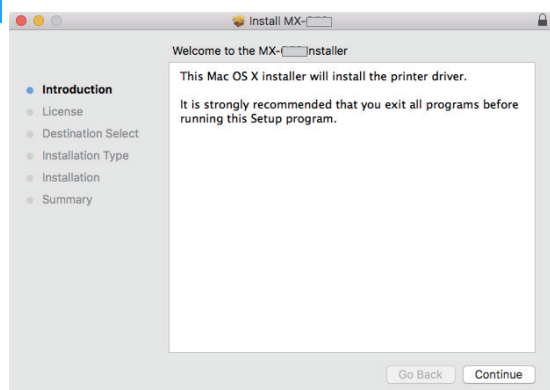 Install MX-
Welcome to the MX- Installer
This Mac OS X installer will install the printer driver.
It is strongly recommended that you exit all programs before
running this Setup program.
Introduction
License
Destination Select
Installation Type
Installation
Summary
Go Back Continue